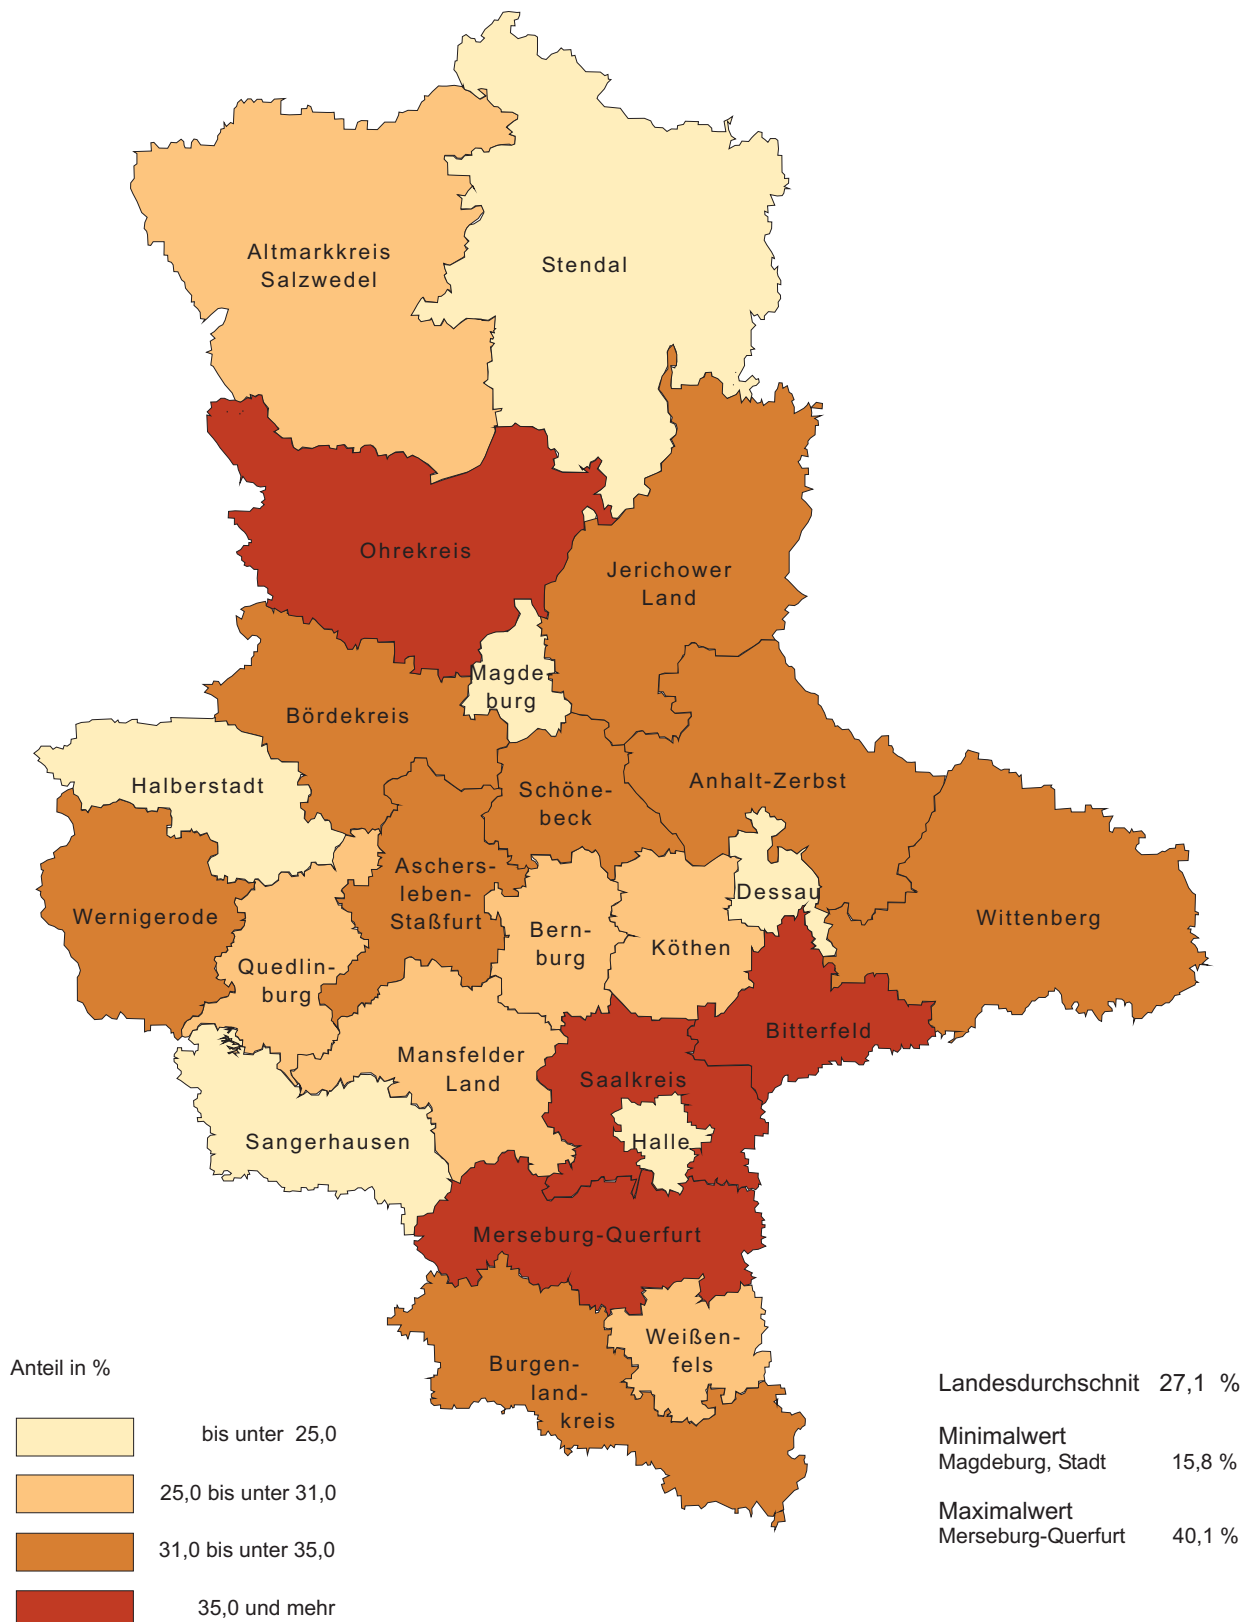 Altmarkkreis
Salzwedel
Stendal
Ohrekreis
Jerichower
Land
Magde-
burg
Bördekreis
Halberstadt
Schöne-
beck
Anhalt-Zerbst
Aschers-
leben-
Staßfurt
Dessau
Wernigerode
Wittenberg
Bern-
burg
Köthen
Quedlin-
burg
Bitterfeld
Mansfelder
Land
Saalkreis
Sangerhausen
Halle
Merseburg-Querfurt
Weißen-
fels
Burgen-
land-
kreis
Anteil in %
bis unter 25,0
25,0 bis unter 31,0
31,0 bis unter 35,0
35,0 und mehr
Landesdurchschnit 27,1 %
Minimalwert
Magdeburg, Stadt 15,8 %
Maximalwert
Merseburg-Querfurt 40,1 %